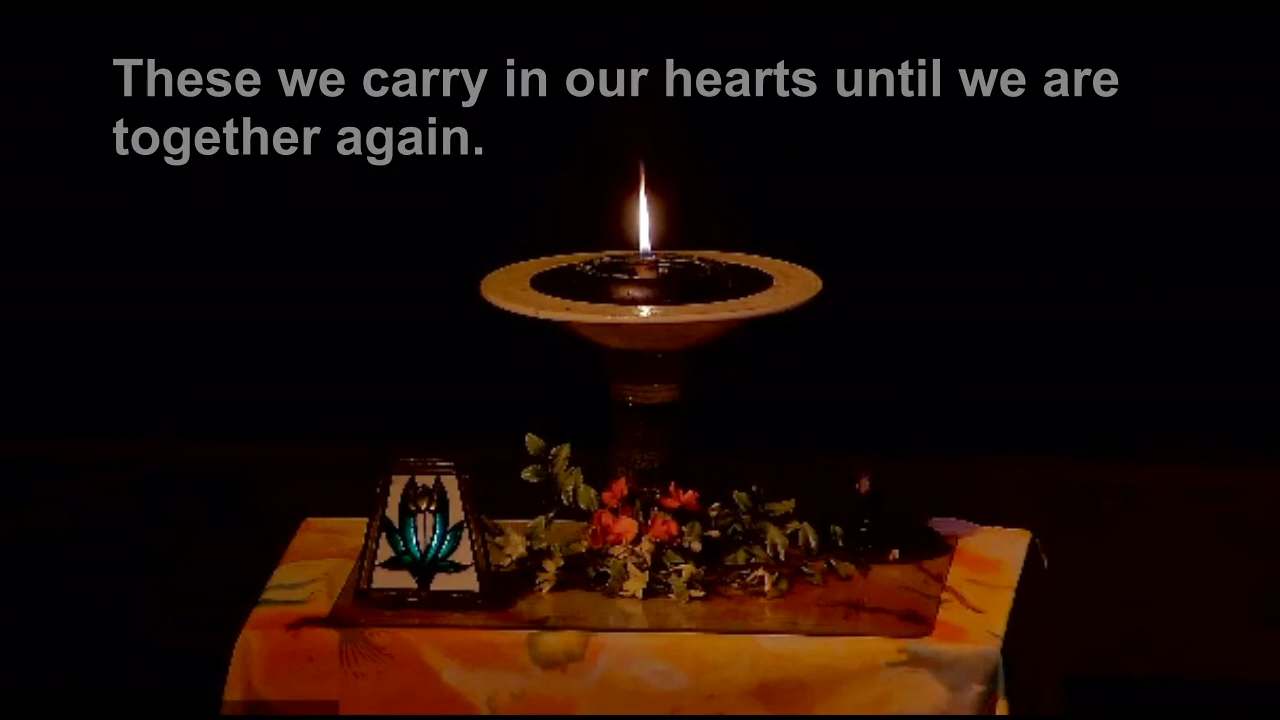 These we carry in our hearts until we are
together again.